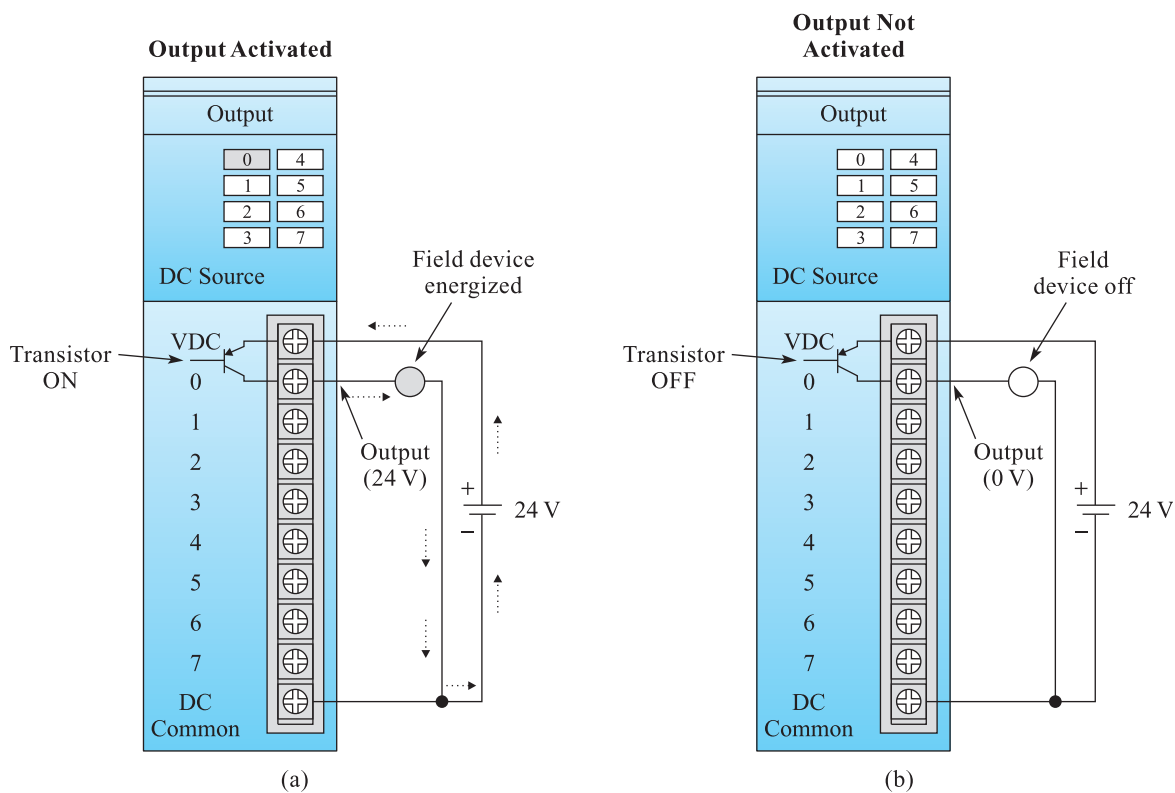 Output Activated
Output
0 4
1 5
2 6
3 7
DC Source
Field device
energized
Transistor
ON
VDC
0
1
2
3
4
5
6
7
DC
Common
Output
(24 V)
+
−
24 V
(a)
Output Not
Activated
Output
0 4
1 5
2 6
3 7
DC Source
Field
device off
Transistor
OFF
VDC
0
1
2
3
4
5
6
7
DC
Common
Output
(0 V)
+
−
24 V
(b)